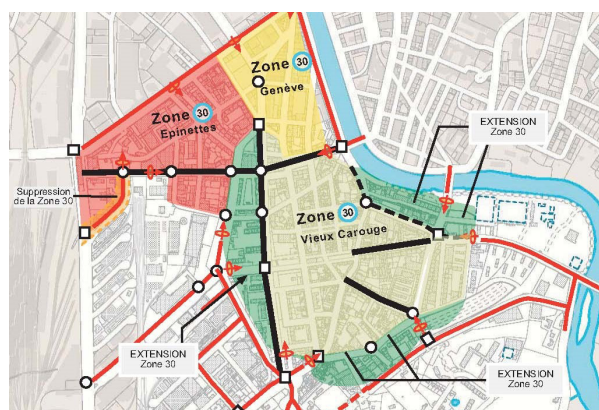 Zone 30
Genève
Zone 30
Epinettes
EXTENSION
Zone 30
Suppression
de la Zone 30
Zone 30
Vieux Carouge
EXTENSION
Zone 30
EXTENSION
Zone 30